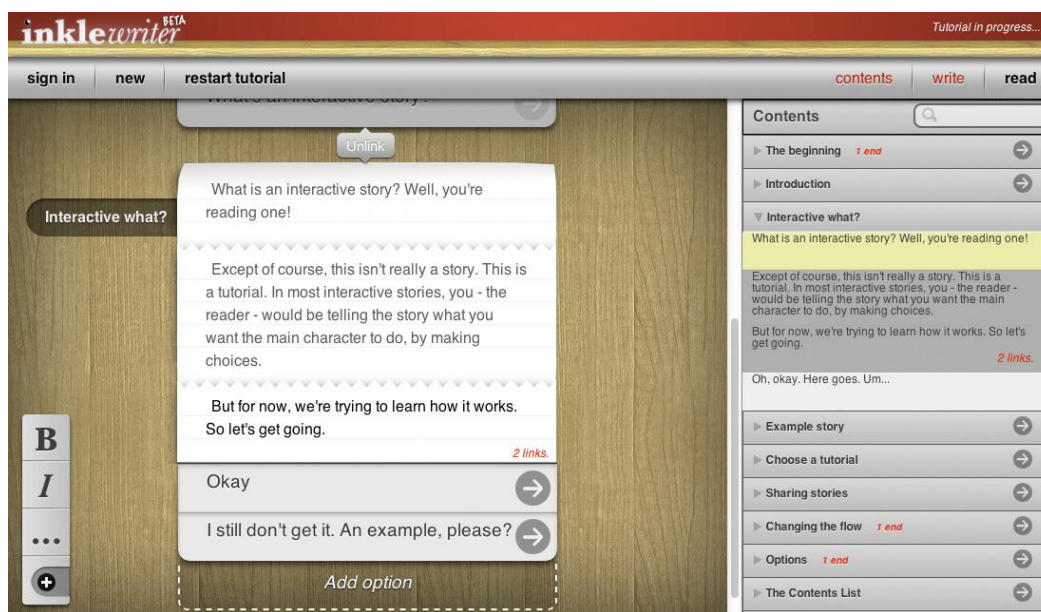 inklewriter BETA
Tutorial in progress...
sign in new restart tutorial
contents write read
What's an interactive story?
Unlink
Interactive what?
What is an interactive story? Well, you're
reading one!
Except of course, this isn't really a story. This is
a tutorial. In most interactive stories, you - the
reader - would be telling the story what you
want the main character to do, by making
choices.
But for now, we're trying to learn how it works.
So let's get going.
2 links.
Okay
I still don't get it. An example, please?
Add option
B
I
...
Contents
The beginning 1 end
Introduction
Interactive what?
What is an interactive story? Well, you're reading one!
Except of course, this isn't really a story. This is a
tutorial. In most interactive stories, you - the reader -
would be telling the story what you want the main
character to do, by making choices.
But for now, we're trying to learn how it works. So let's
get going.
2 links.
Oh, okay. Here goes. Um...
Example story
Choose a tutorial
Sharing stories
Changing the flow 1 end
Options 1 end
The Contents List